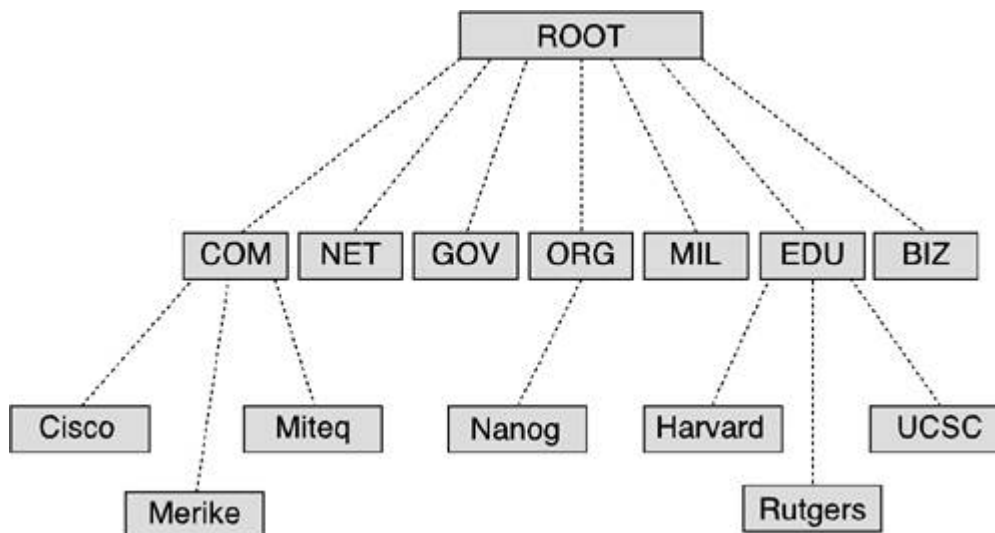 ROOT
COM NET GOV ORG MIL EDU BIZ
Cisco Miteq Nanog Harvard UCSC
Merike Rutgers